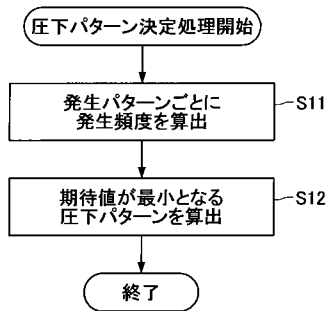 圧下パターン決定処理開始
発生パターンごとに
発生頻度を算出
S11
期待値が最小となる
圧下パターンを算出
S12
終了